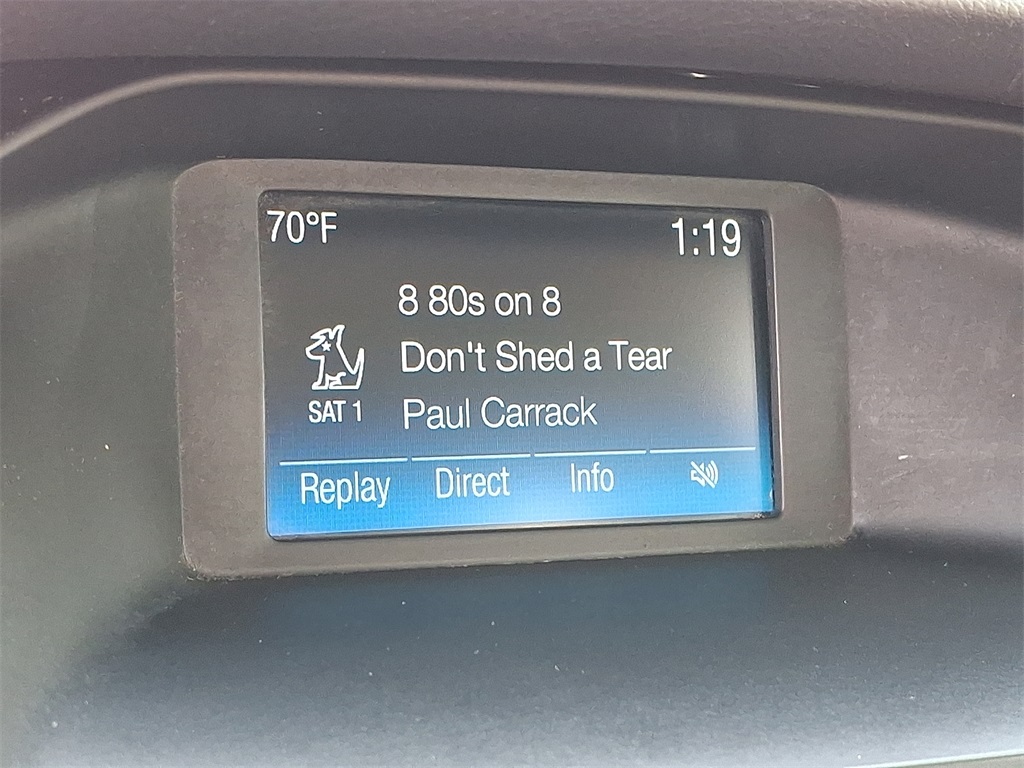 70°F 1:19
8 80s on 8
Don't Shed a Tear
SAT 1
Paul Carrack
Replay Direct Info